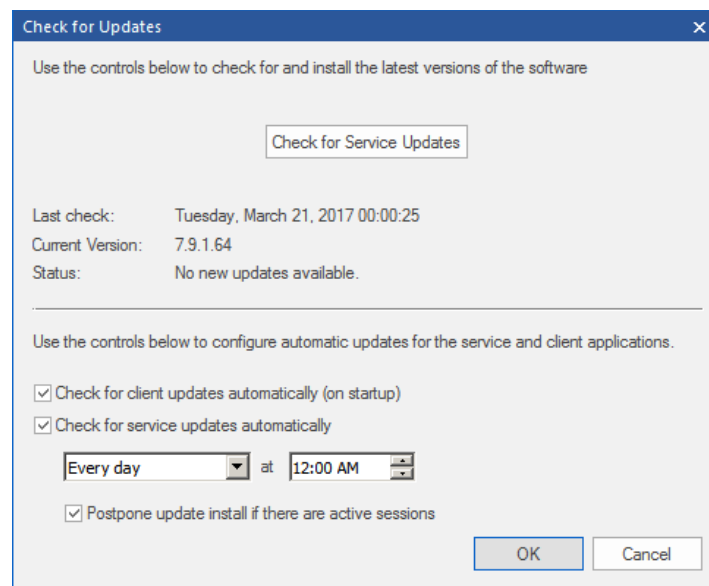 Check for Updates
Use the controls below to check for and install the latest versions of the software
Check for Service Updates
Last check: Tuesday, March 21, 2017 00:00:25
Current Version: 7.9.1.64
Status: No new updates available.
Use the controls below to configure automatic updates for the service and client applications.
Check for client updates automatically (on startup)
Check for service updates automatically
Every day at 12:00 AM
Postpone update install if there are active sessions
OK Cancel